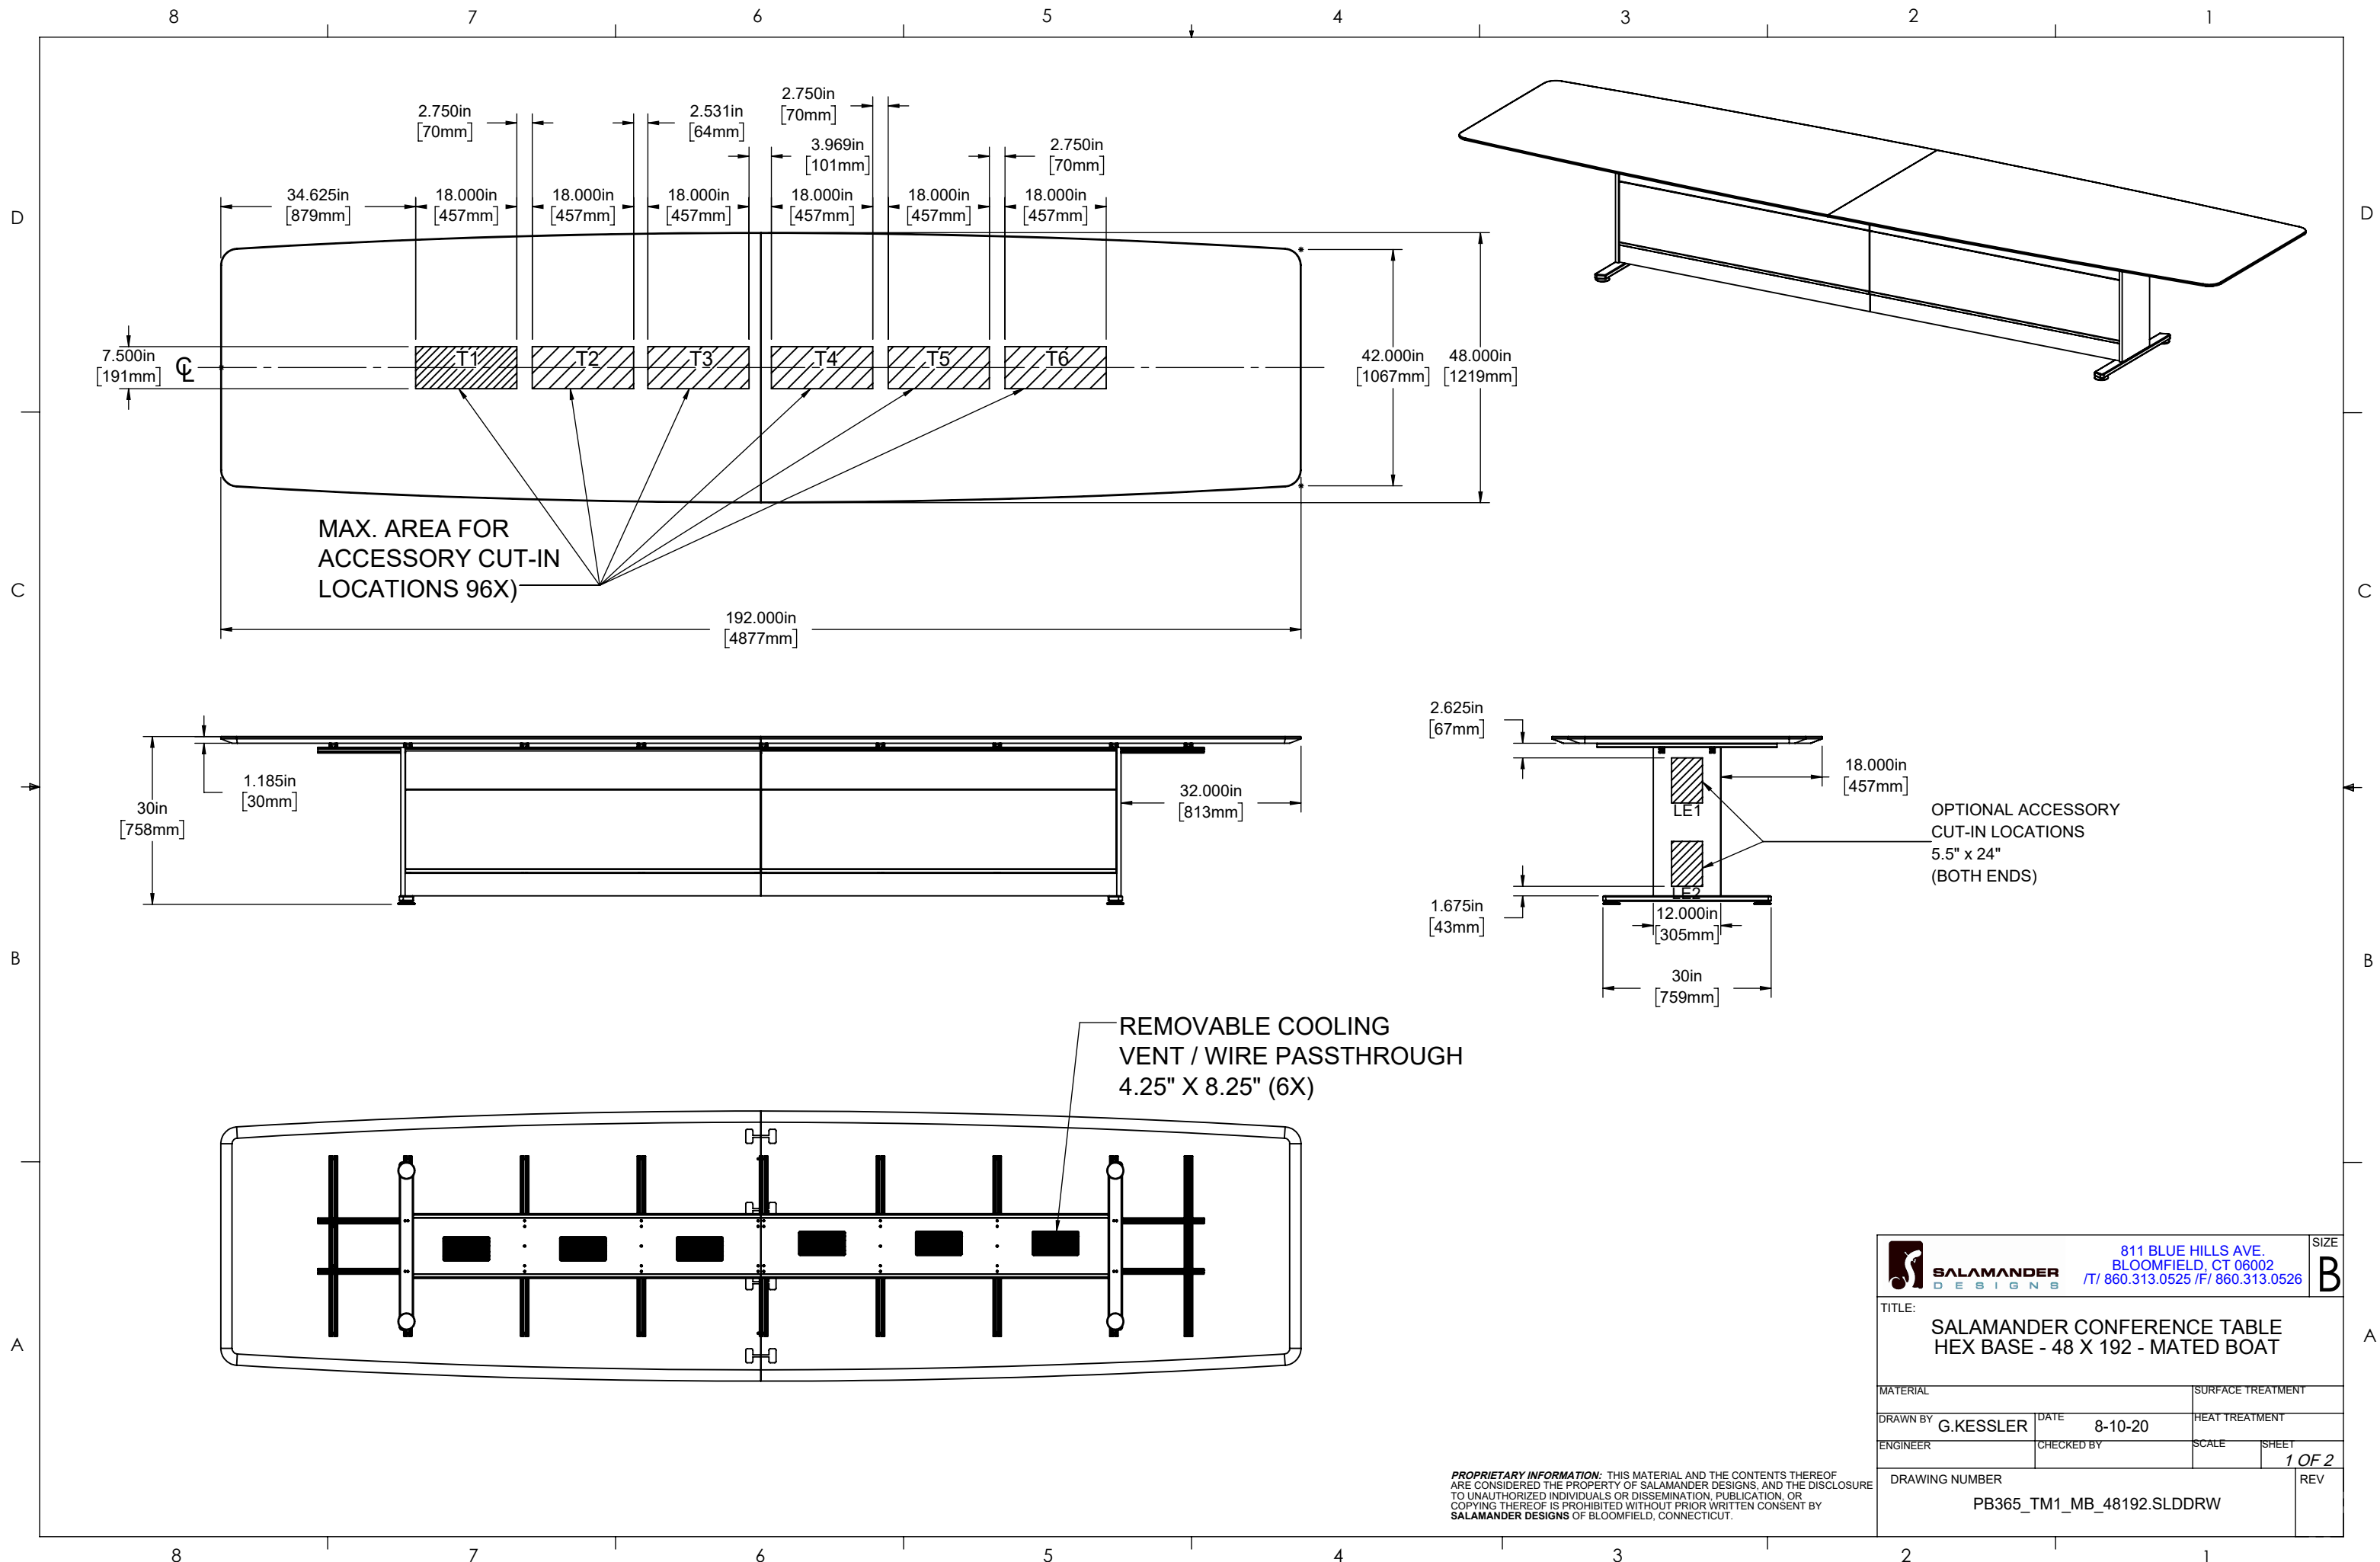 8 7 6 5 4 3 2 1
D
D
C
C
B
B
A
A
2.750in
[70mm]
2.531in
[64mm]
2.750in
[70mm]
3.969in
[101mm]
2.750in
[70mm]
34.625in
[879mm]
18.000in
[457mm]
18.000in
[457mm]
18.000in
[457mm]
18.000in
[457mm]
18.000in
[457mm]
18.000in
[457mm]
7.500in
[191mm]
℄
T1
T2
T3
T4
T5
T6
42.000in
[1067mm]
48.000in
[1219mm]
MAX. AREA FOR
ACCESSORY CUT-IN
LOCATIONS 96X)
192.000in
[4877mm]
1.185in
[30mm]
30in
[758mm]
32.000in
[813mm]
2.625in
[67mm]
18.000in
[457mm]
LE1
LE2
OPTIONAL ACCESSORY
CUT-IN LOCATIONS
5.5" x 24"
(BOTH ENDS)
1.675in
[43mm]
12.000in
[305mm]
30in
[759mm]
REMOVABLE COOLING
VENT / WIRE PASSTHROUGH
4.25" X 8.25" (6X)
SALAMANDER
DESIGNS
811 BLUE HILLS AVE.
BLOOMFIELD, CT 06002
/T/ 860.313.0525 /F/ 860.313.0526
SIZE
B
TITLE:
SALAMANDER CONFERENCE TABLE
HEX BASE - 48 X 192 - MATED BOAT
MATERIAL
SURFACE TREATMENT
DRAWN BY G.KESSLER
DATE 8-10-20
HEAT TREATMENT
ENGINEER
CHECKED BY
SCALE
SHEET
1 OF 2
DRAWING NUMBER
PB365_TM1_MB_48192.SLDDRW
REV
PROPRIETARY INFORMATION: THIS MATERIAL AND THE CONTENTS THEREOF
ARE CONSIDERED THE PROPERTY OF SALAMANDER DESIGNS, AND THE DISCLOSURE
TO UNAUTHORIZED INDIVIDUALS OR DISSEMINATION, PUBLICATION, OR
COPYING THEREOF IS PROHIBITED WITHOUT PRIOR WRITTEN CONSENT BY
SALAMANDER DESIGNS OF BLOOMFIELD, CONNECTICUT.
8 7 6 5 4 3 2 1